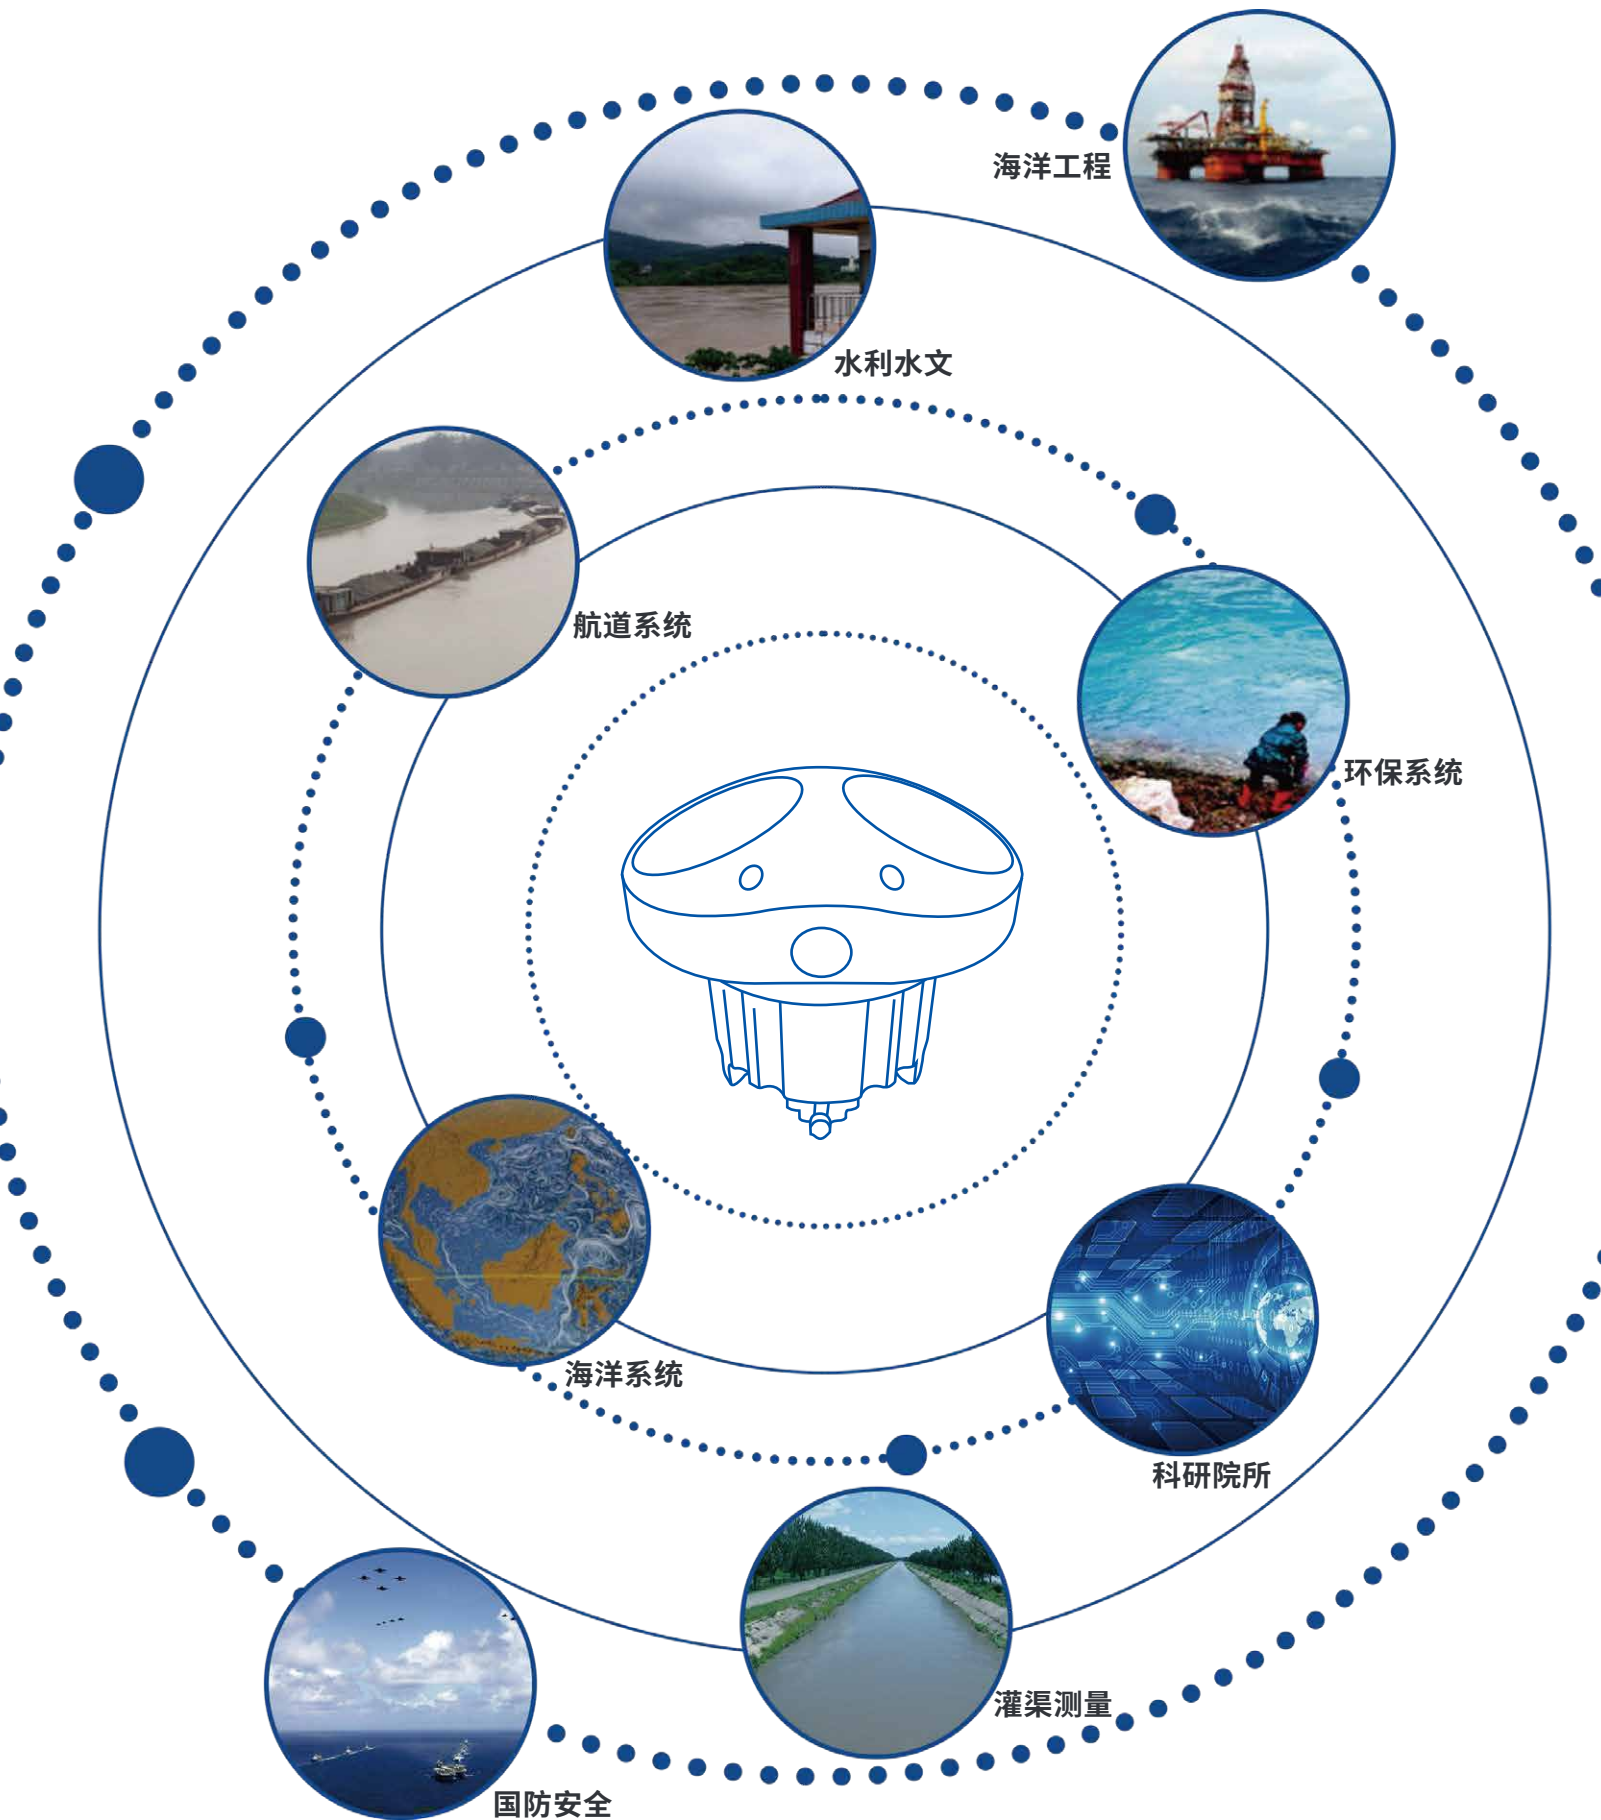 海洋工程
水利水文
航道系统
环保系统
海洋系统
科研院所
灌渠测量
国防安全